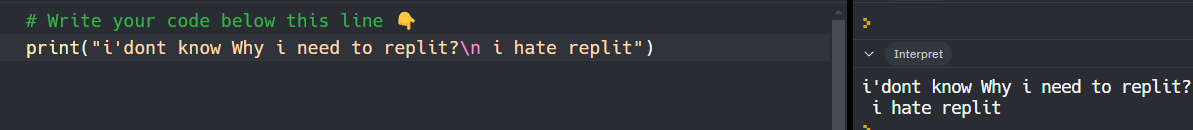 # Write your code below this line 👇
print("i'dont know Why i need to replit?\n i hate replit")
Interpret
i'dont know Why i need to replit?
i hate replit